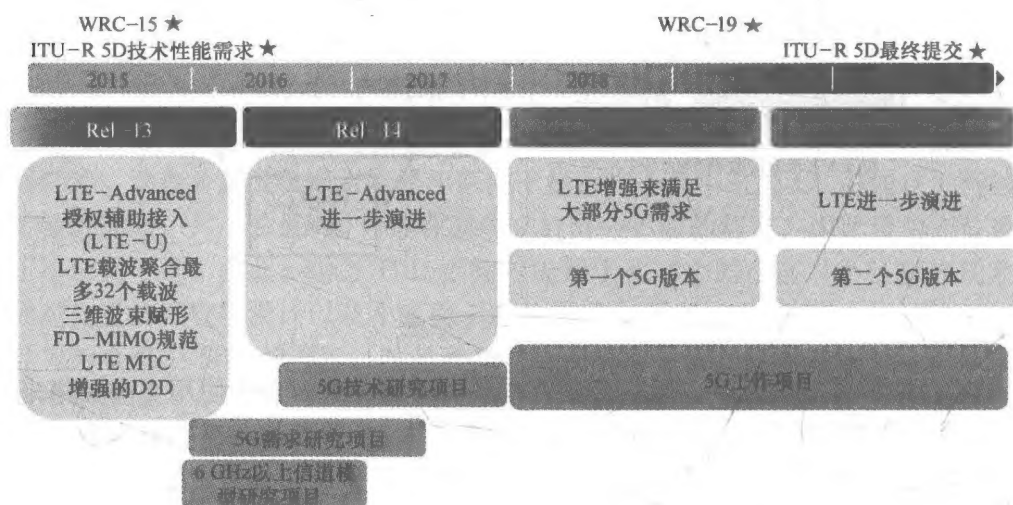 WRC-15 ★
WRC-19 ★
ITU-R 5D技术性能需求 ★
ITU-R 5D最终提交 ★
2015
2016
2017
2018
Rel-13
Rel-14
LTE-Advanced
授权辅助接入
(LTE-U)
LTE载波聚合最
多32个载波
三维波束赋形
FD-MIMO规范
LTE MTC
增强的D2D
LTE-Advanced
进一步演进
LTE增强来满足
大部分5G需求
LTE进一步演进
第一个5G版本
第二个5G版本
5G技术研究项目
5G工作项目
5G需求研究项目
6 GHz以上信道模
型研究项目